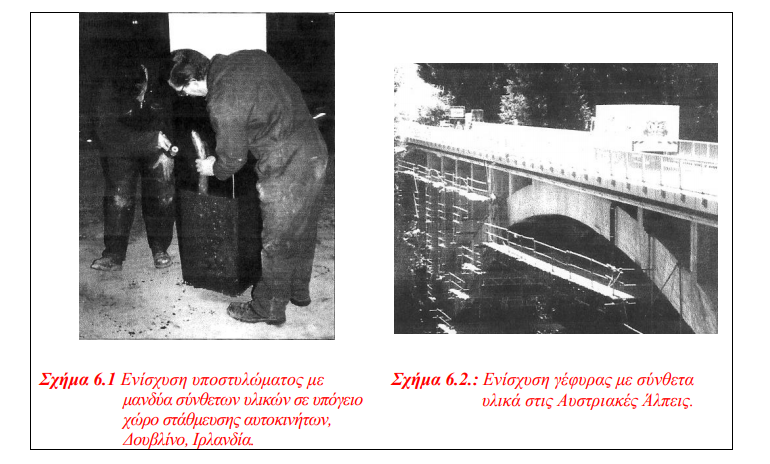 Σχήμα 6.1 Ενίσχυση υποστυλώματος με
μανδύα σύνθετων υλικών σε υπόγειο
χώρο στάθμευσης αυτοκινήτων,
Δουβλίνο, Ιρλανδία.
Σχήμα 6.2.: Ενίσχυση γέφυρας με σύνθετα
υλικά στις Αυστριακές Άλπεις.